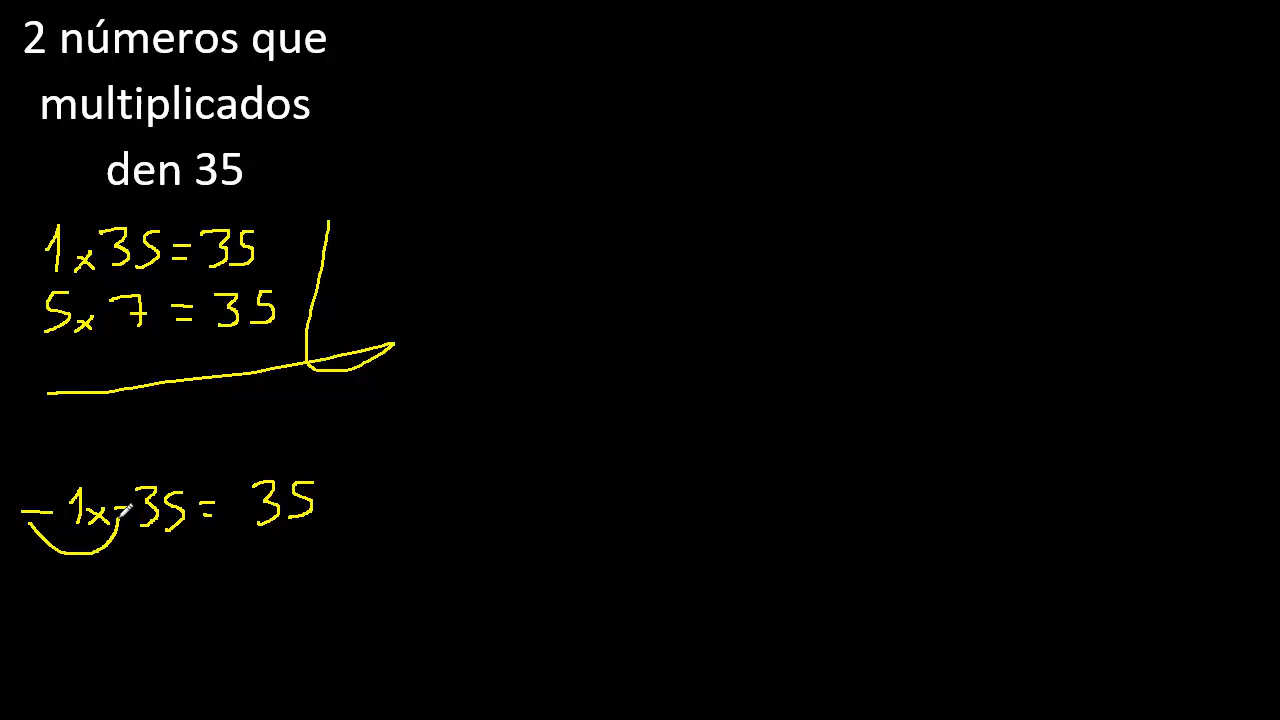 2 números que
multiplicados
den 35
1x35=35
5x7=35
-1x-35=35